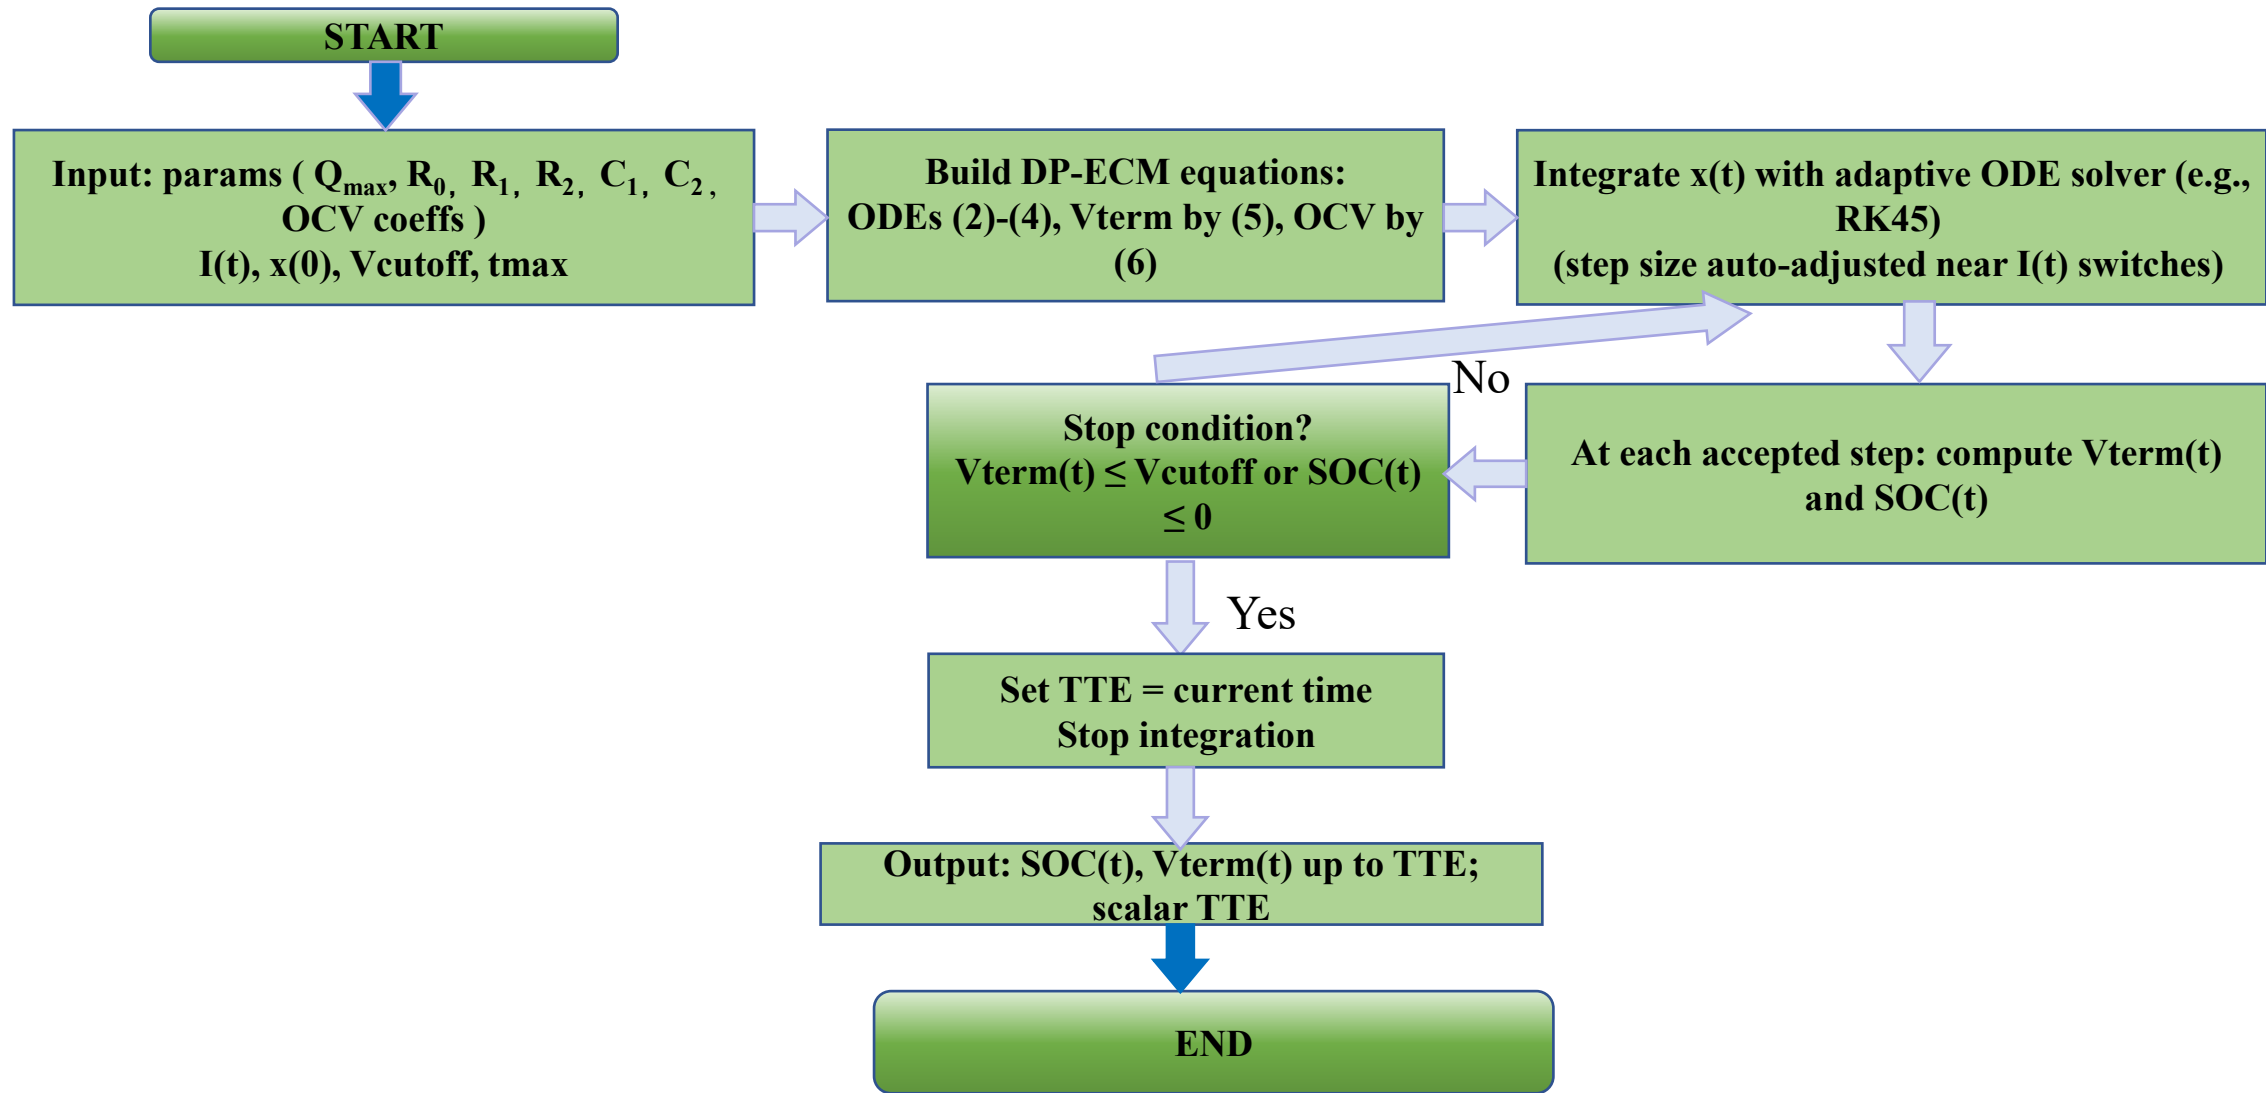 START
Input: params ( Qmax, R0, R1, R2, C1, C2 ,
OCV coeffs )
I(t), x(0), Vcutoff, tmax
Build DP-ECM equations:
ODEs (2)-(4), Vterm by (5), OCV by
(6)
Integrate x(t) with adaptive ODE solver (e.g.,
RK45)
(step size auto-adjusted near I(t) switches)
No
At each accepted step: compute Vterm(t)
and SOC(t)
Stop condition?
Vterm(t) ≤ Vcutoff or SOC(t)
≤ 0
Yes
Set TTE = current time
Stop integration
Output: SOC(t), Vterm(t) up to TTE;
scalar TTE
END